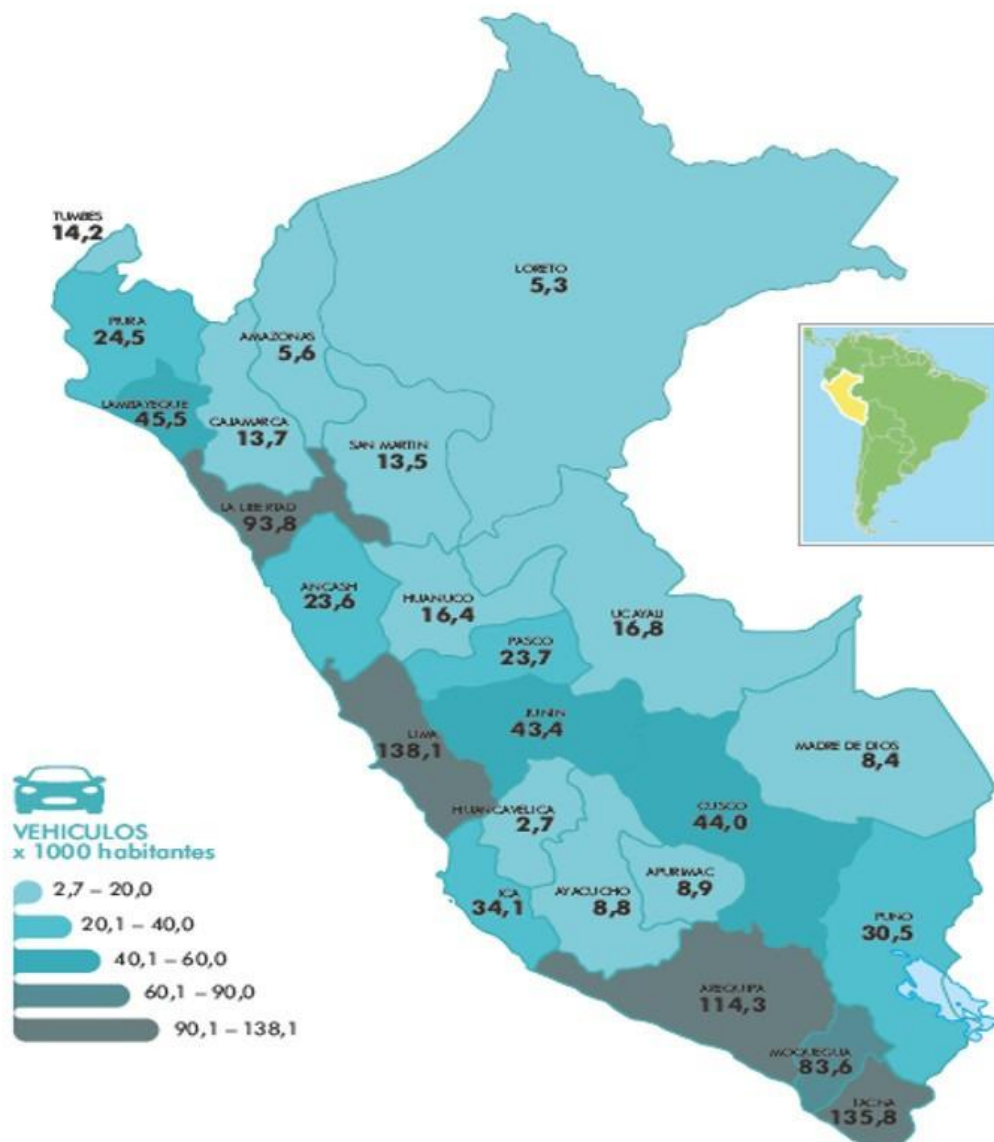 TUMBES
14,2
LORETO
5,3
PIURA
24,5
AMAZONAS
5,6
LAMBAYEQUE
45,5
CAJAMARCA
13,7
SAN MARTIN
13,5
LA LIBERTAD
93,8
ANCASH
23,6
HUANUCO
16,4
UCAYALI
16,8
PASCO
23,7
JUNIN
43,4
LIMA
138,1
MADRE DE DIOS
8,4
HUANCAVELICA
2,7
CUSCO
44,0
APURIMAC
8,9
ICA
34,1
AYACUCHO
8,8
PUNO
30,5
AREQUIPA
114,3
MOQUEGUA
83,6
TACNA
135,8
VEHICULOS
x 1000 habitantes
2,7 – 20,0
20,1 – 40,0
40,1 – 60,0
60,1 – 90,0
90,1 – 138,1